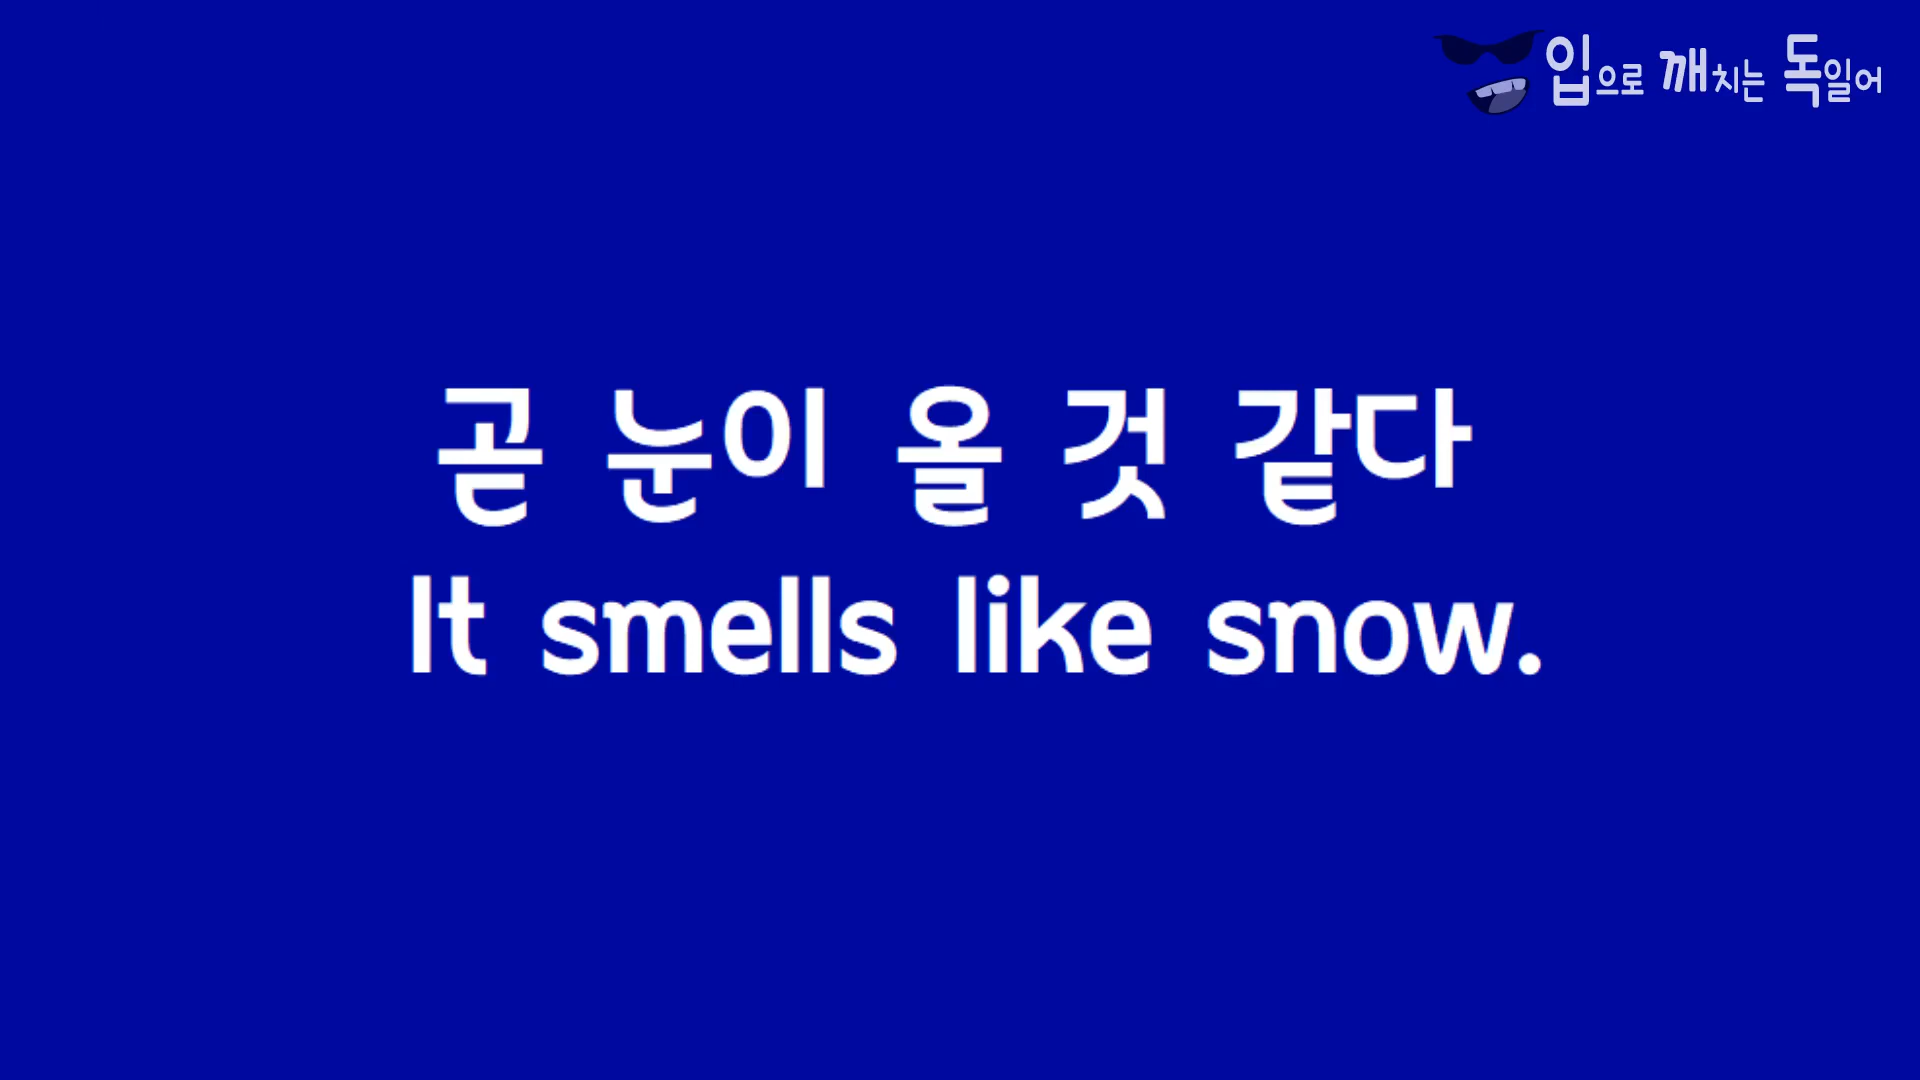 입으로 깨치는 독일어
곧 눈이 올 것 같다
It smells like snow.